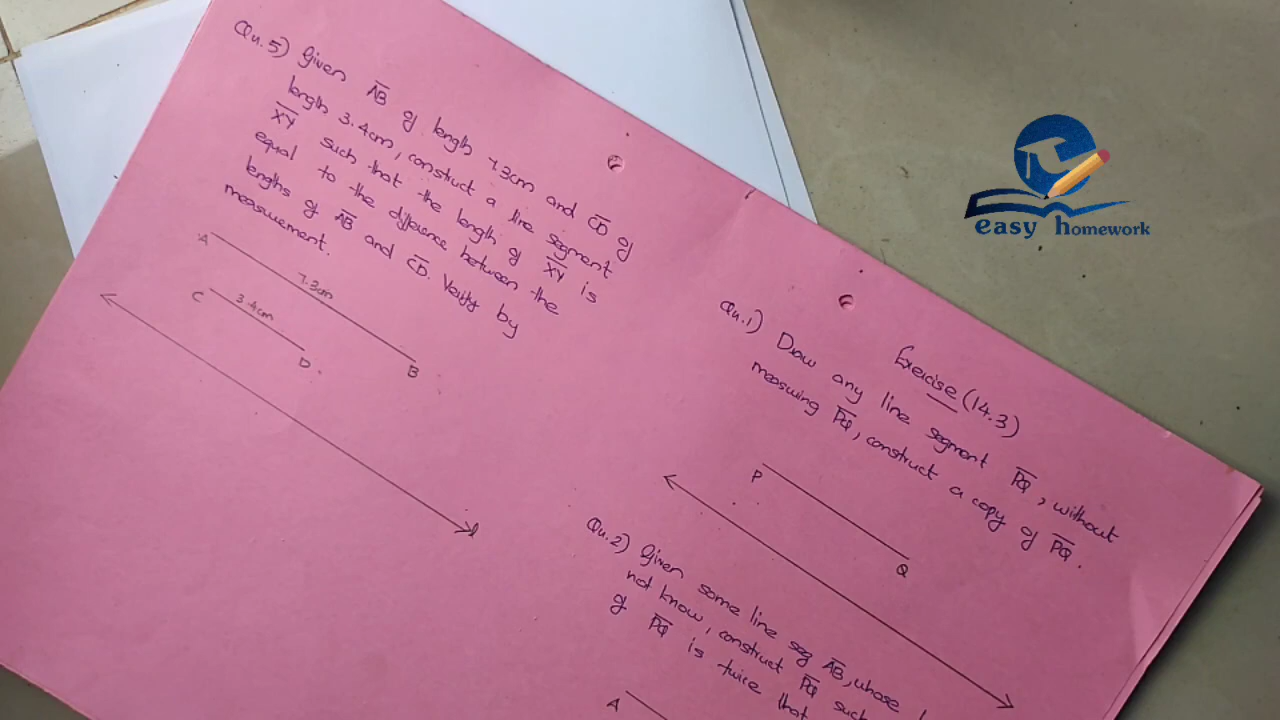 Qn.5) Given AB of length 7.3cm and CD of
length 3.4cm, construct a line segment
XY such that the length of XY is
equal to the difference between the
lengths of AB and CD. Verify by
measurement.
A
7.3cm
B
C
3.4cm
D
l
Exercise (14.3)
Qn.1) Draw any line segment PQ, without
measuring PQ, construct a copy of PQ.
P
Q
Qn.2) Given some line seg AB, whose
not know, construct PQ such
of PQ is twice that
A
easy homework